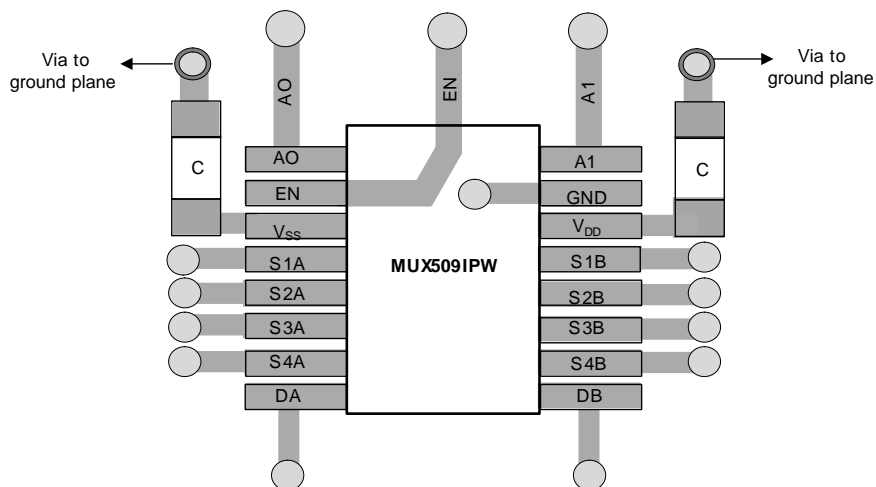 Via to
ground plane
AO
EN
A1
Via to
ground plane
C
AO
EN
VSS
S1A
S2A
S3A
S4A
DA
MUX509IPW
A1
GND
VDD
S1B
S2B
S3B
S4B
DB
C